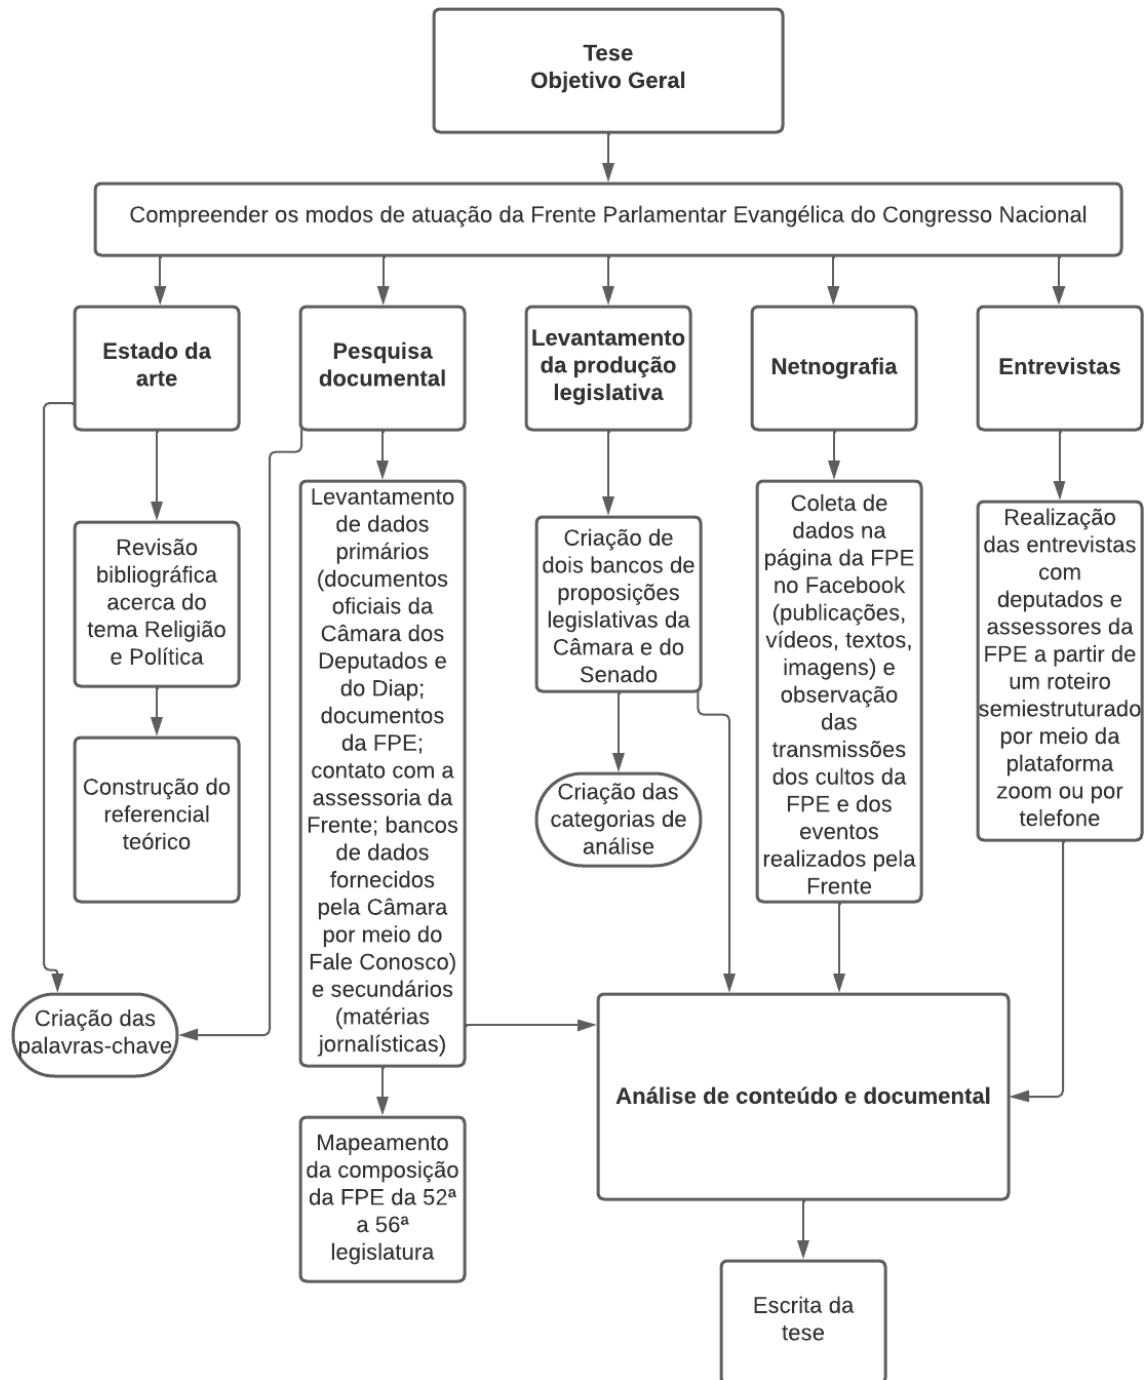 Tese
Objetivo Geral
Compreender os modos de atuação da Frente Parlamentar Evangélica do Congresso Nacional
Estado da
arte
Pesquisa
documental
Levantamento
da produção
legislativa
Netnografia
Entrevistas
Revisão
bibliográfica
acerca do
tema Religião
e Política
Construção do
referencial
teórico
Criação das
palavras-chave
Levantamento
de dados
primários
(documentos
oficiais da
Câmara dos
Deputados e
do Diap;
documentos
da FPE;
contato com a
assessoria da
Frente; bancos
de dados
fornecidos
pela Câmara
por meio do
Fale Conosco)
e secundários
(matérias
jornalísticas)
Mapeamento
da composição
da FPE da 52ª
a 56ª
legislatura
Criação de
dois bancos de
proposições
legislativas da
Câmara e do
Senado
Criação das
categorias de
análise
Coleta de
dados na
página da FPE
no Facebook
(publicações,
vídeos, textos,
imagens) e
observação
das
transmissões
dos cultos da
FPE e dos
eventos
realizados pela
Frente
Realização
das entrevistas
com
deputados e
assessores da
FPE a partir de
um roteiro
semiestruturado
por meio da
plataforma
zoom ou por
telefone
Análise de conteúdo e documental
Escrita da
tese